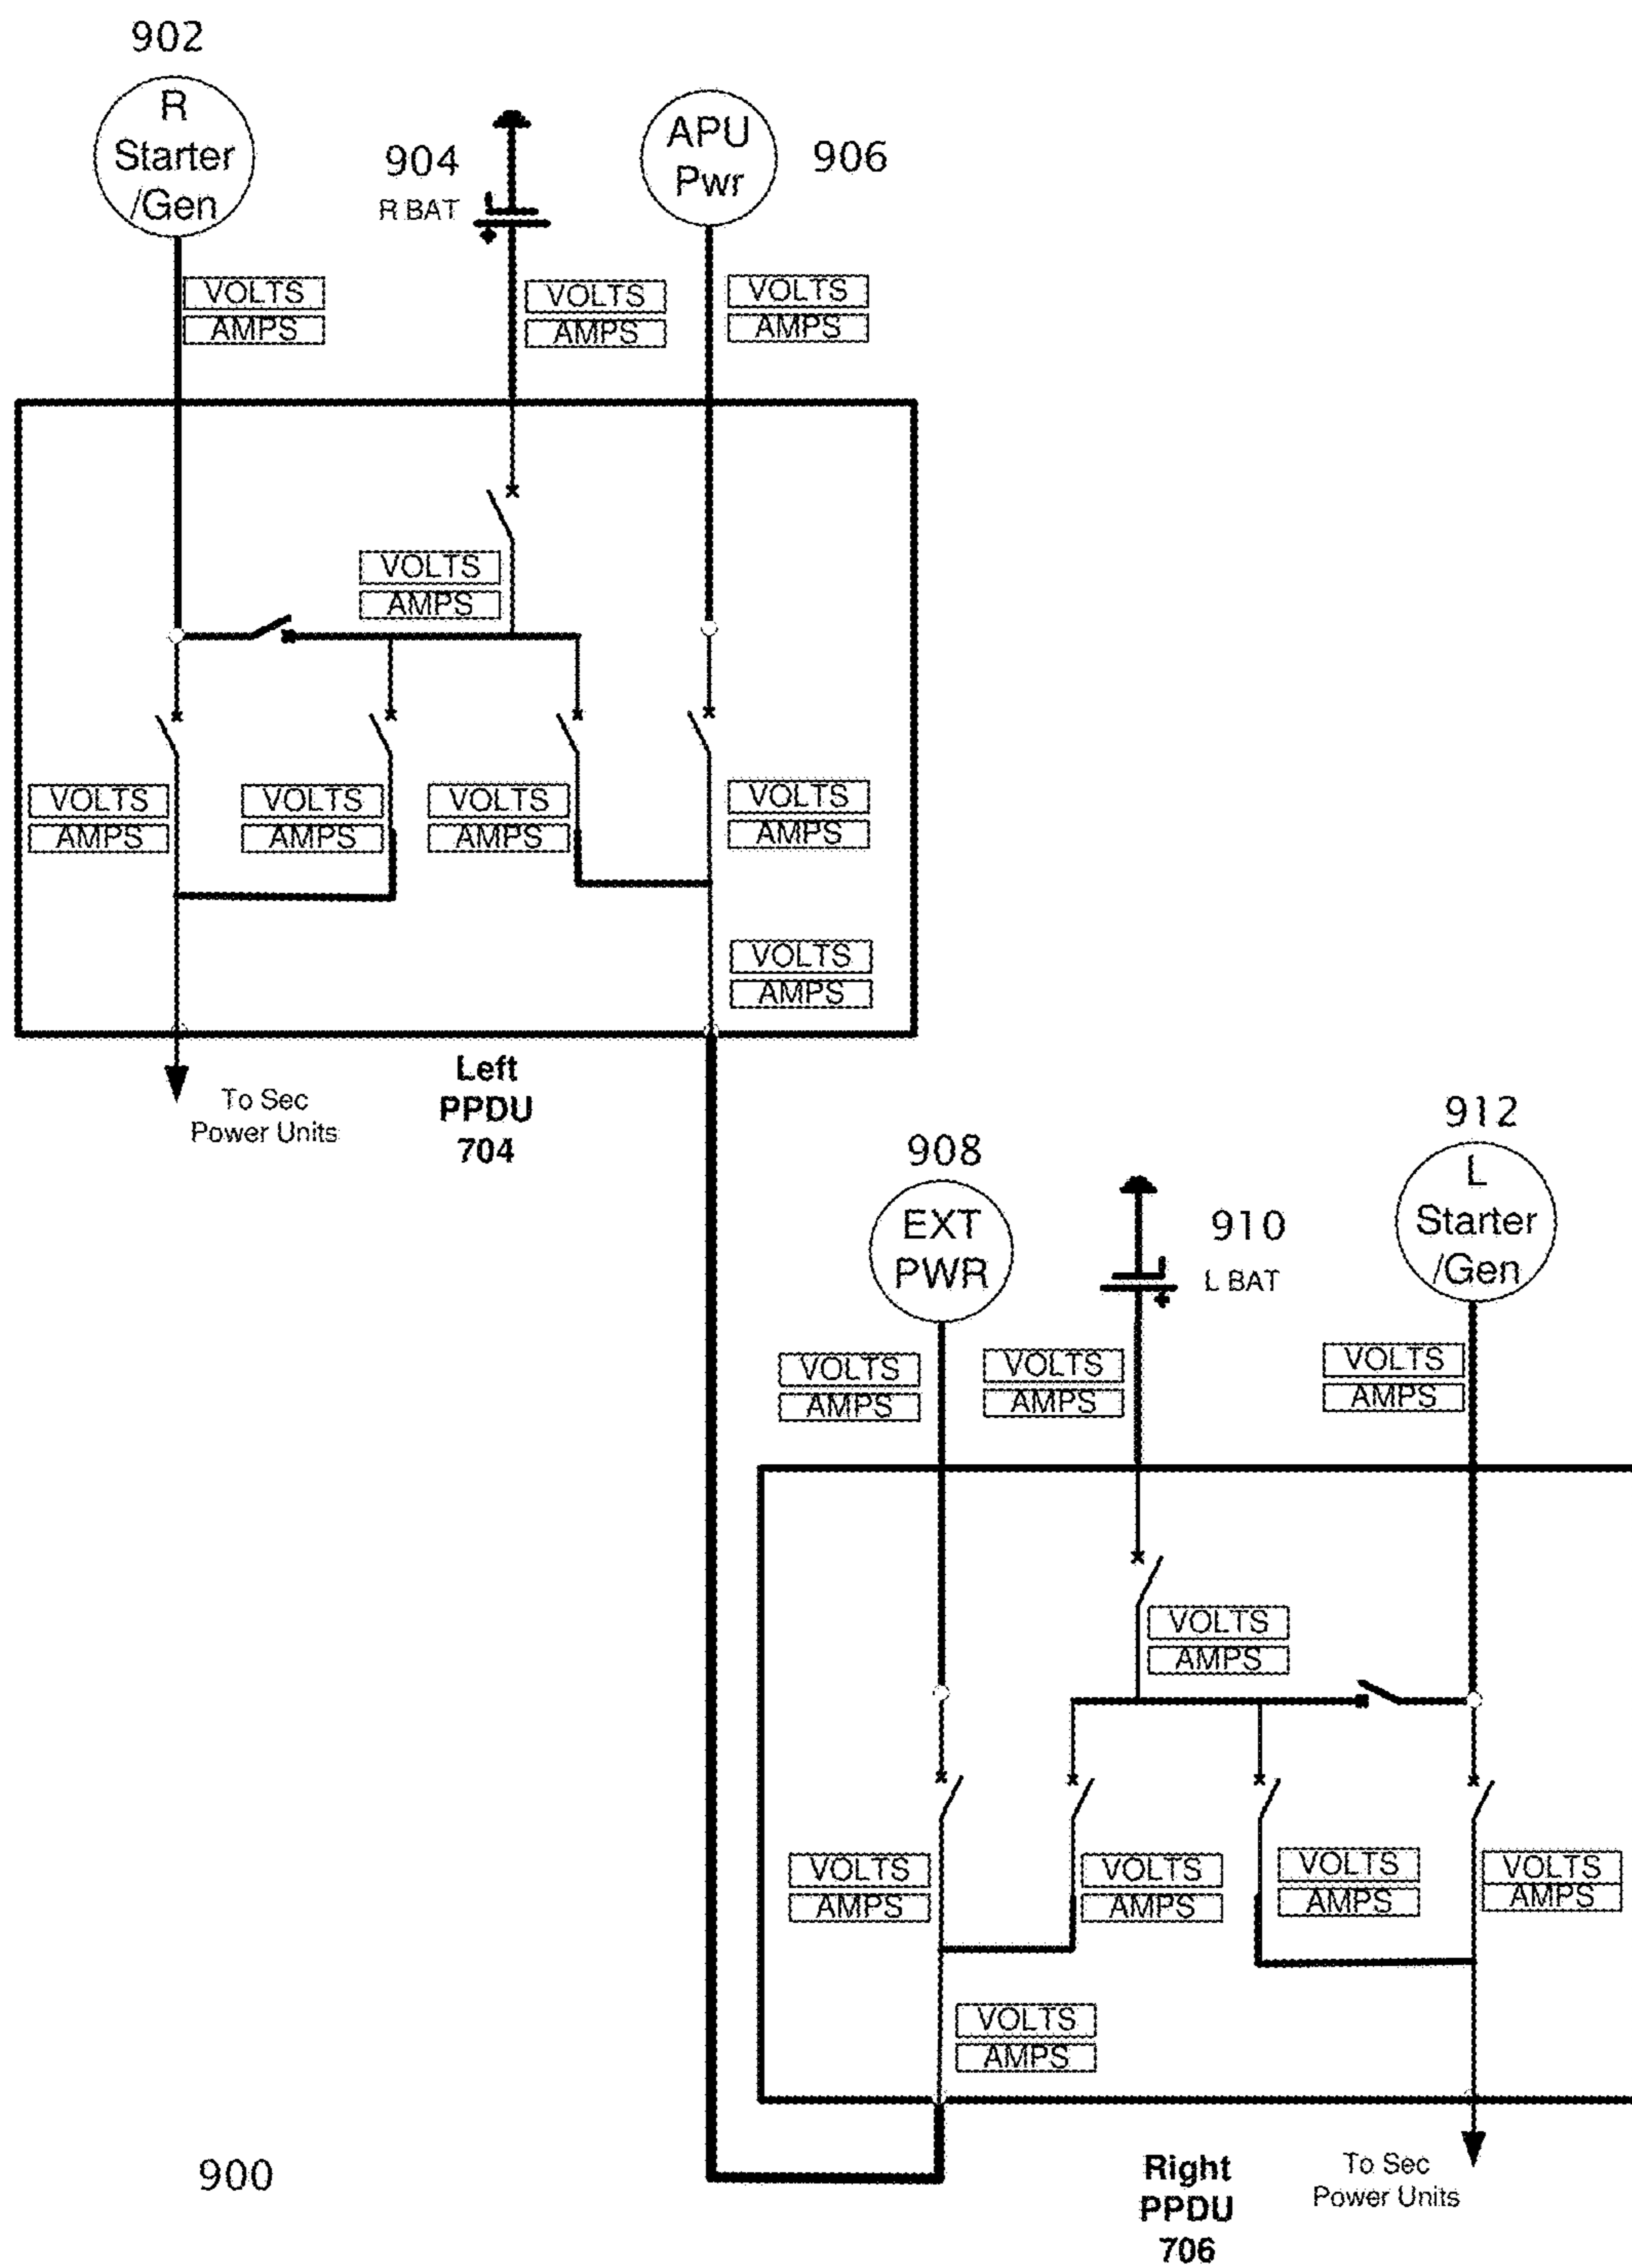 902
R
Starter
/Gen
904
R BAT
APU
Pwr
906
VOLTS
AMPS
VOLTS
AMPS
VOLTS
AMPS
VOLTS
AMPS
VOLTS
AMPS
VOLTS
AMPS
VOLTS
AMPS
VOLTS
AMPS
VOLTS
AMPS
To Sec
Power Units
Left
PPDU
704
908
EXT
PWR
910
L BAT
912
L
Starter
/Gen
VOLTS
AMPS
VOLTS
AMPS
VOLTS
AMPS
VOLTS
AMPS
VOLTS
AMPS
VOLTS
AMPS
VOLTS
AMPS
VOLTS
AMPS
VOLTS
AMPS
900
Right
PPDU
706
To Sec
Power Units